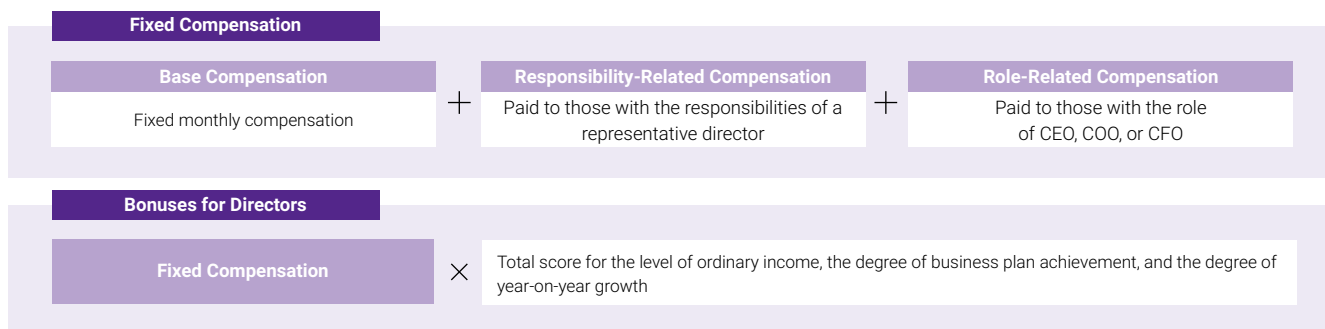 Fixed Compensation
Base Compensation
Fixed monthly compensation
+
Responsibility-Related Compensation
Paid to those with the responsibilities of a
representative director
+
Role-Related Compensation
Paid to those with the role
of CEO, COO, or CFO
Bonuses for Directors
Fixed Compensation
×
Total score for the level of ordinary income, the degree of business plan achievement, and the degree of
year-on-year growth